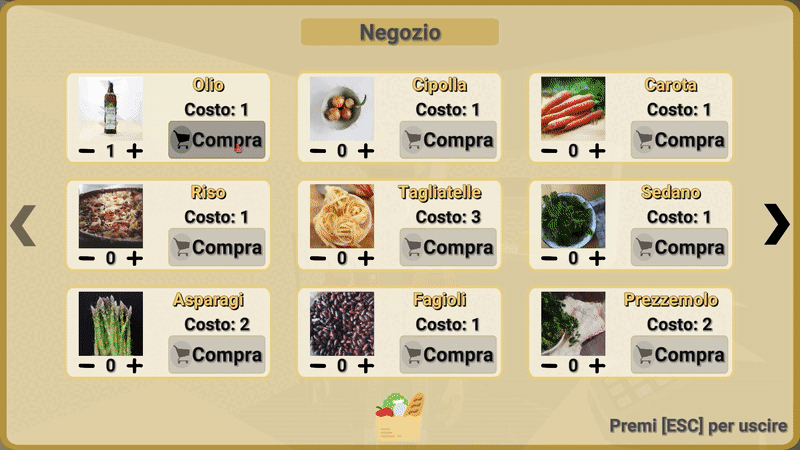 Negozio
Olio
Costo: 1
Compra
1
Cipolla
Costo: 1
Compra
0
Carota
Costo: 1
Compra
0
Riso
Costo: 1
Compra
0
Tagliatelle
Costo: 3
Compra
0
Sedano
Costo: 1
Compra
0
Asparagi
Costo: 2
Compra
0
Fagioli
Costo: 1
Compra
0
Prezzemolo
Costo: 2
Compra
0
Premi [ESC] per uscire